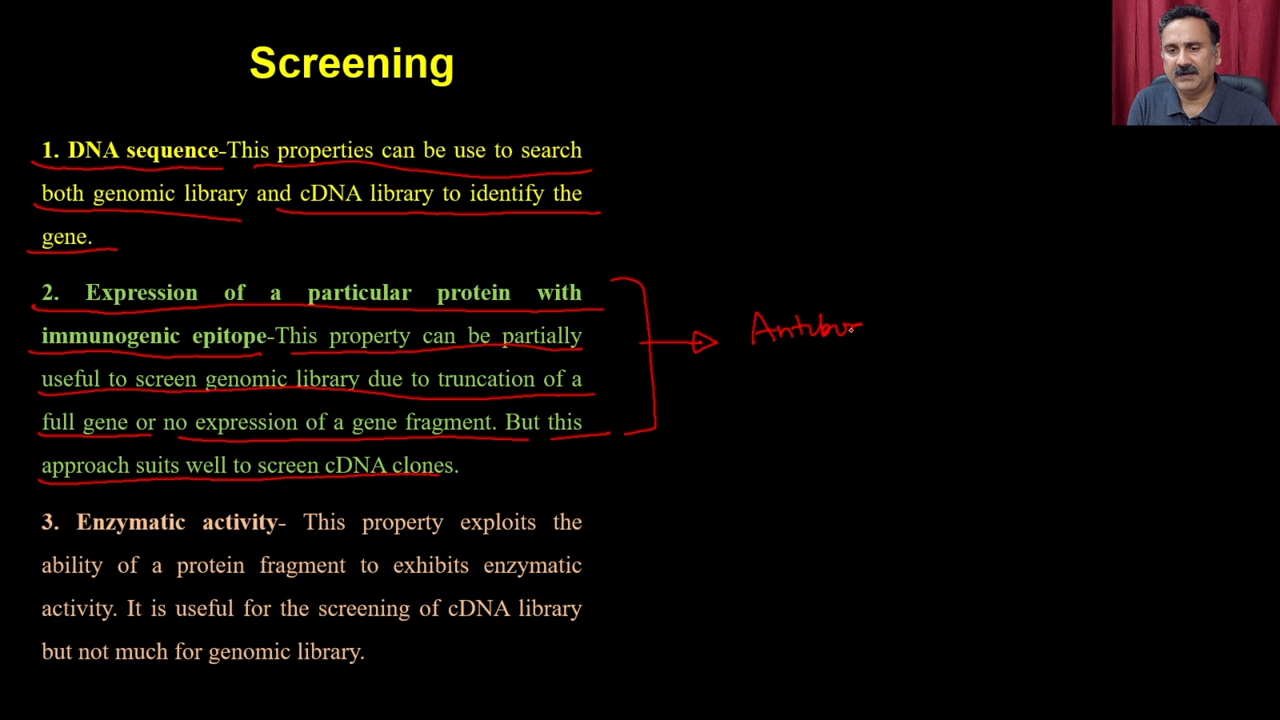 Screening
1. DNA sequence-This properties can be use to search
both genomic library and cDNA library to identify the
gene.
2. Expression of a particular protein with
immunogenic epitope-This property can be partially
useful to screen genomic library due to truncation of a
full gene or no expression of a gene fragment. But this
approach suits well to screen cDNA clones.
3. Enzymatic activity- This property exploits the
ability of a protein fragment to exhibits enzymatic
activity. It is useful for the screening of cDNA library
but not much for genomic library.